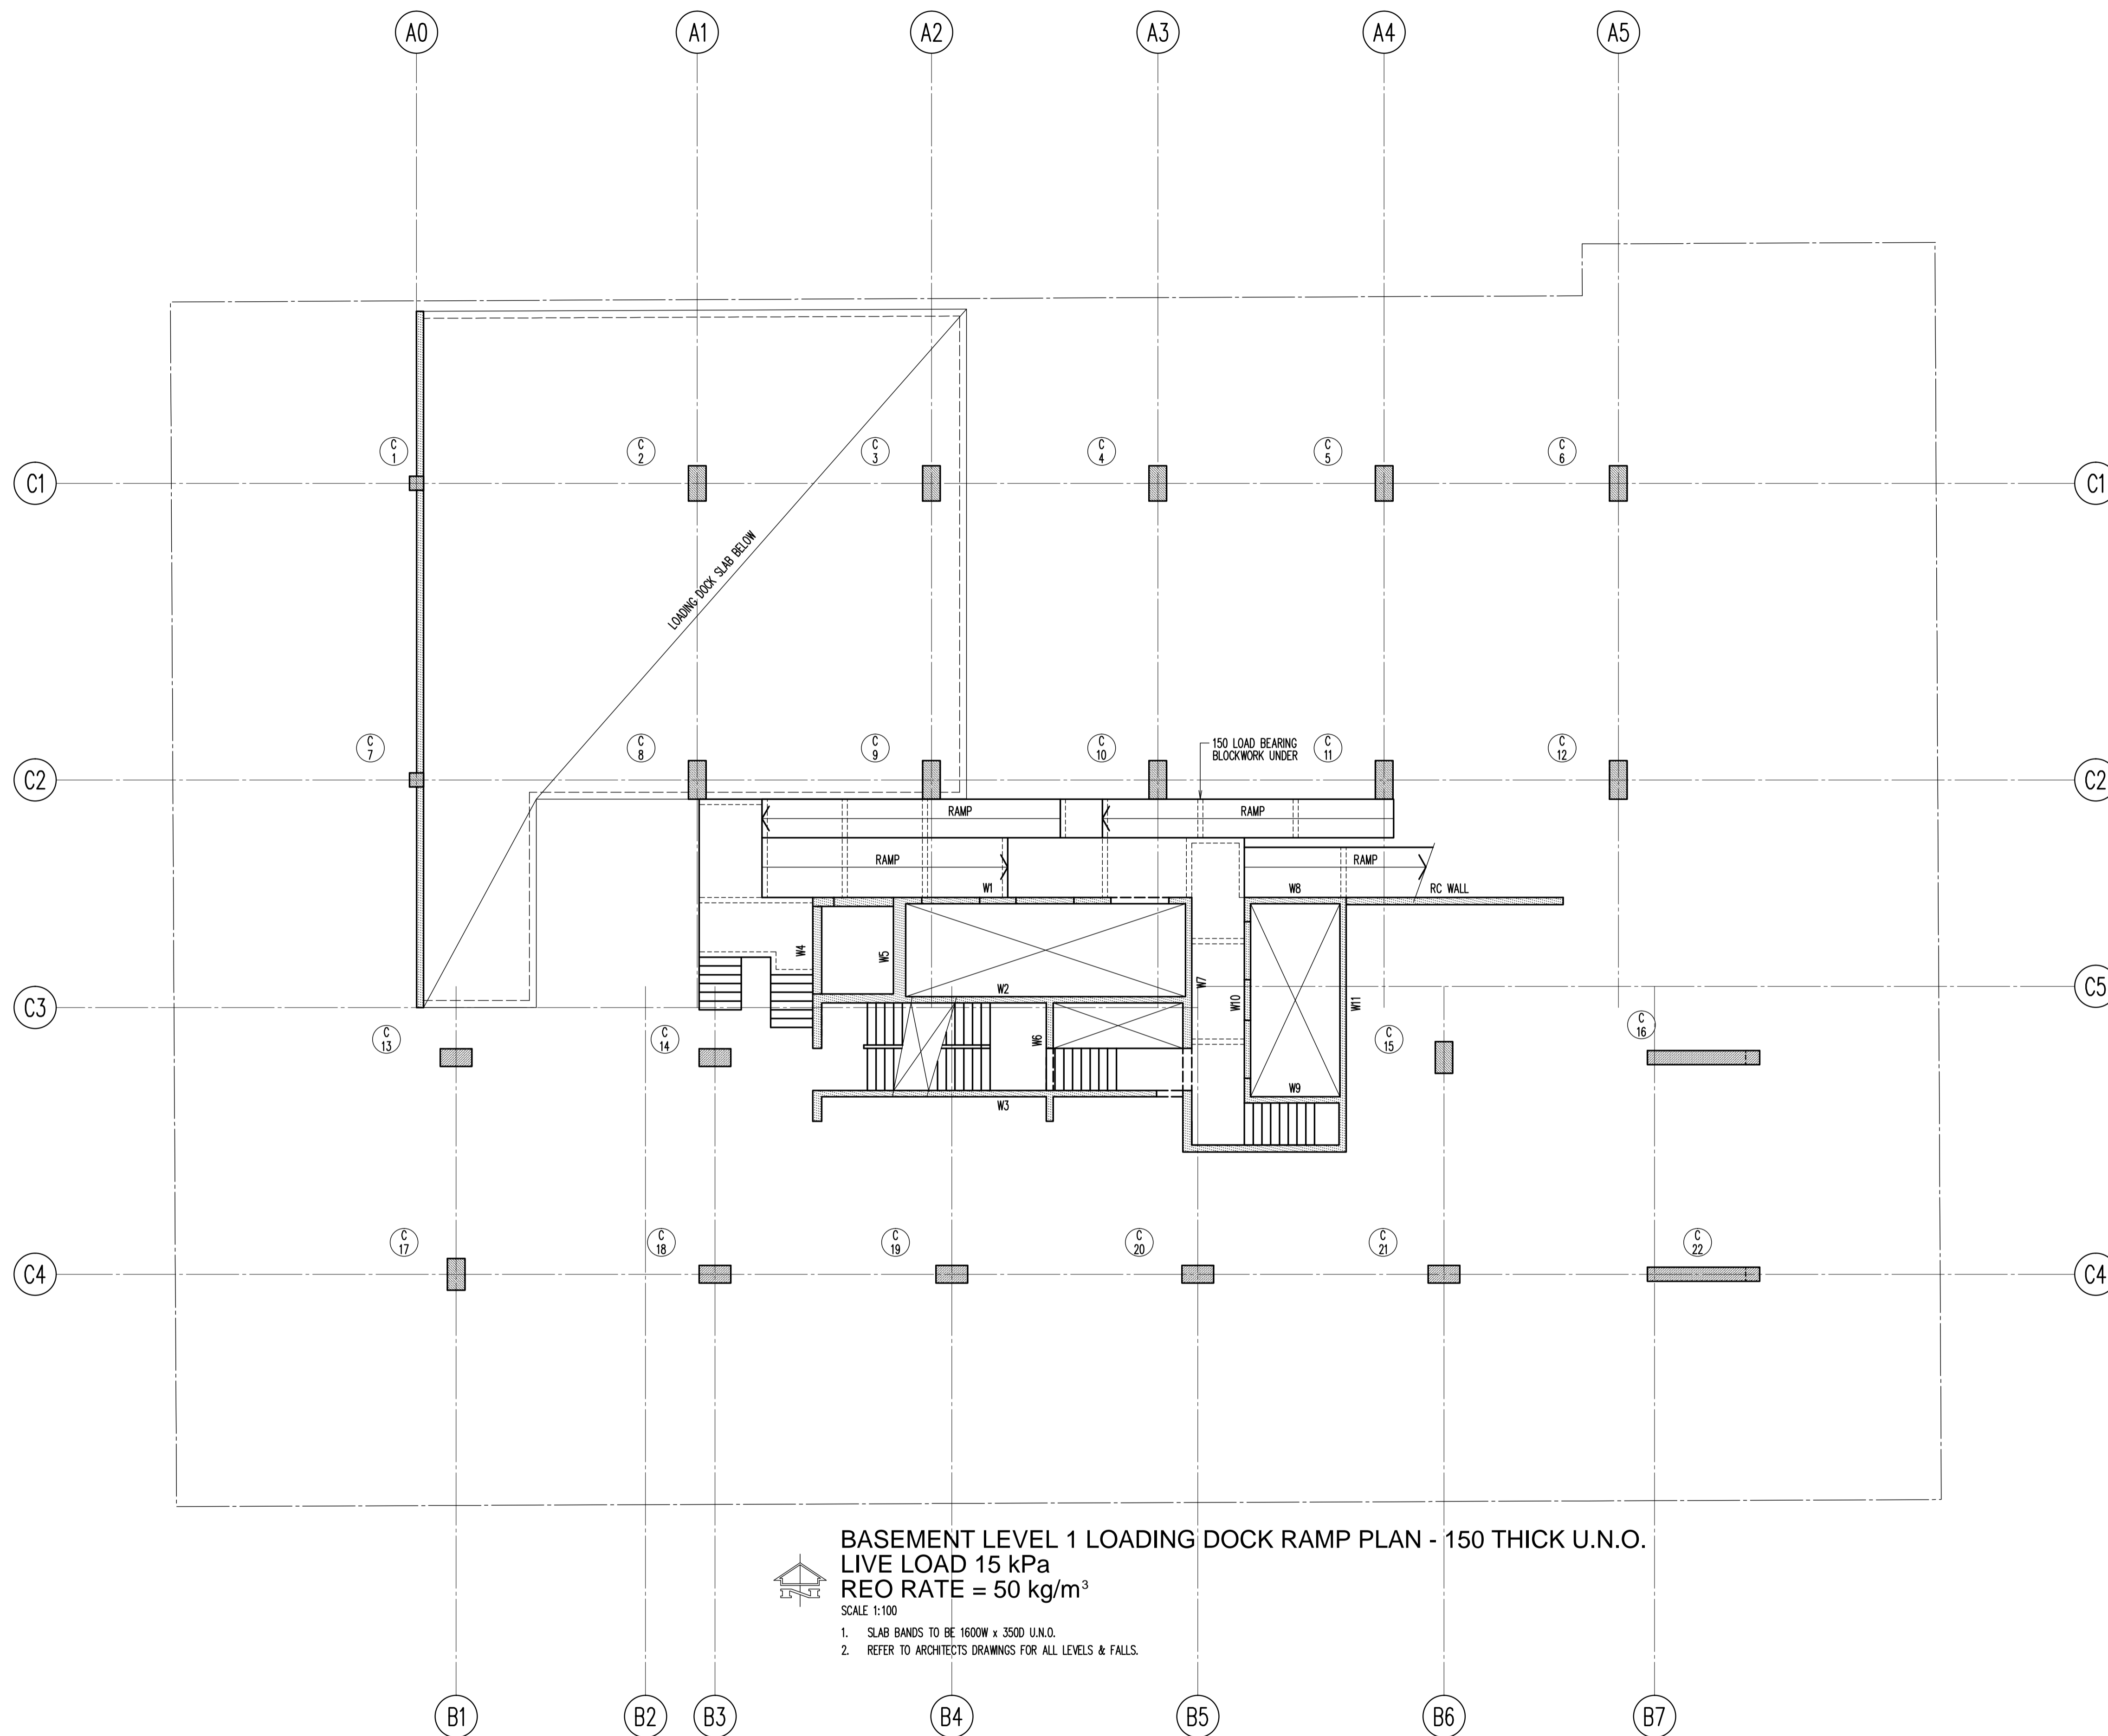 A0
A1
A2
A3
A4
A5
C
1
C
2
C
3
C
4
C
5
C
6
C1
C1
LOADING DOCK SLAB BELOW
C
7
C
8
C
9
C
10
150 LOAD BEARING
BLOCKWORK UNDER
C
11
C
12
C2
C2
RAMP
RAMP
RAMP
RAMP
W1
W8
RC WALL
W4
W5
W2
W7
W10
W11
C3
C5
C
13
C
14
W6
C
15
C
16
W9
W3
C
17
C
18
C
19
C
20
C
21
C
22
C4
C4
BASEMENT LEVEL 1 LOADING DOCK RAMP PLAN - 150 THICK U.N.O.
LIVE LOAD 15 kPa
REO RATE = 50 kg/m³
N
SCALE 1:100
1. SLAB BANDS TO BE 1600W x 350D U.N.O.
2. REFER TO ARCHITECTS DRAWINGS FOR ALL LEVELS & FALLS.
B1
B2
B3
B4
B5
B6
B7